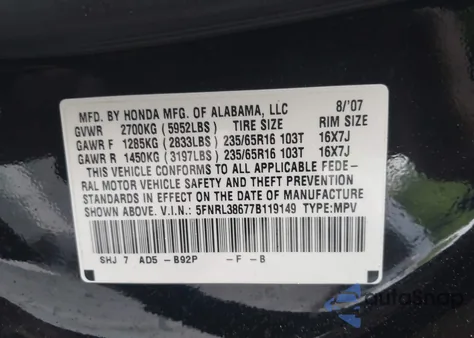 MFD. BY HONDA MFG. OF ALABAMA, LLC 8/'07
GVWR 2700KG (5952LBS) TIRE SIZE RIM SIZE
GAWR F 1285KG (2833LBS) 235/65R16 103T 16X7J
GAWR R 1450KG (3197LBS) 235/65R16 103T 16X7J
THIS VEHICLE CONFORMS TO ALL APPLICABLE FEDE-
RAL MOTOR VEHICLE SAFETY AND THEFT PREVENTION
STANDARDS IN EFFECT ON THE DATE OF MANUFACTURE
SHOWN ABOVE. V.I.N.: 5FNRL38677B119149 TYPE:MPV
SHJ 7 AD5 -B92P -F -B
autoSnap